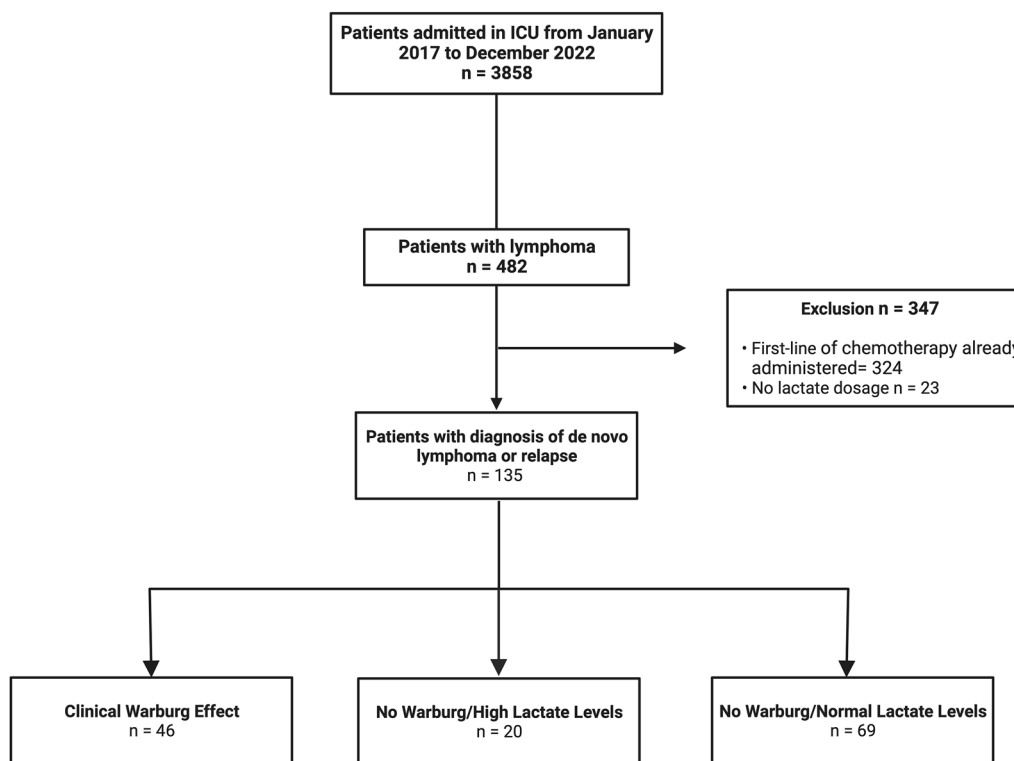 Patients admitted in ICU from January
2017 to December 2022
n = 3858
Patients with lymphoma
n = 482
Exclusion n = 347
• First-line of chemotherapy already
administered= 324
• No lactate dosage n = 23
Patients with diagnosis of de novo
lymphoma or relapse
n = 135
Clinical Warburg Effect
n = 46
No Warburg/High Lactate Levels
n = 20
No Warburg/Normal Lactate Levels
n = 69